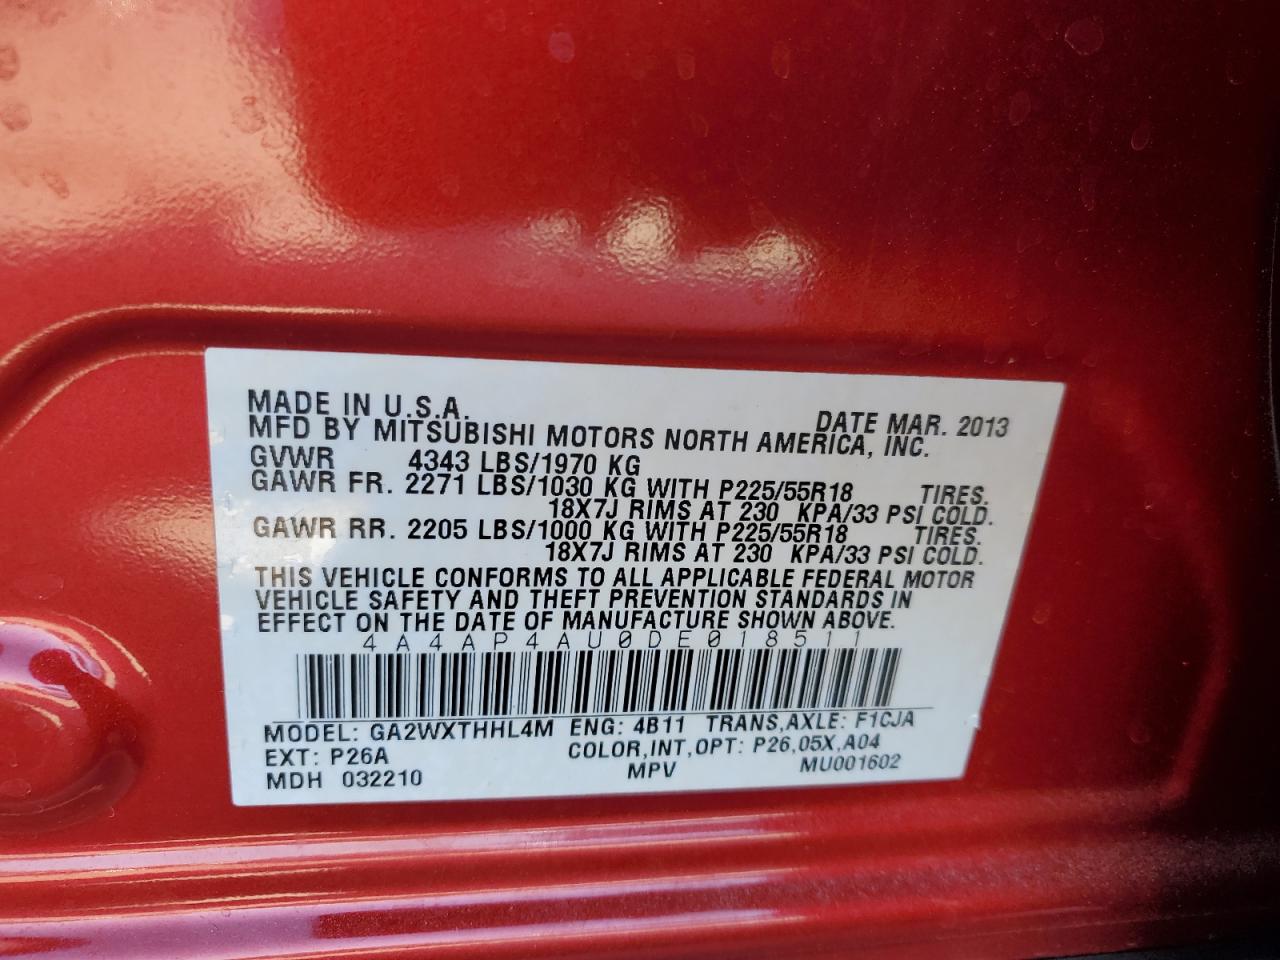 MADE IN U.S.A. DATE MAR. 2013
MFD BY MITSUBISHI MOTORS NORTH AMERICA, INC.
GVWR 4343 LBS/1970 KG
GAWR FR. 2271 LBS/1030 KG WITH P225/55R18 TIRES.
18X7J RIMS AT 230 KPA/33 PSI COLD.
GAWR RR. 2205 LBS/1000 KG WITH P225/55R18 TIRES.
18X7J RIMS AT 230 KPA/33 PSI COLD.
THIS VEHICLE CONFORMS TO ALL APPLICABLE FEDERAL MOTOR
VEHICLE SAFETY AND THEFT PREVENTION STANDARDS IN
EFFECT ON THE DATE OF MANUFACTURE SHOWN ABOVE.
4A4AP4AU0DE018511
MODEL: GA2WXTHHL4M ENG: 4B11 TRANS,AXLE: F1CJA
EXT: P26A COLOR,INT,OPT: P26,05X,A04
MDH 032210 MPV MU001602